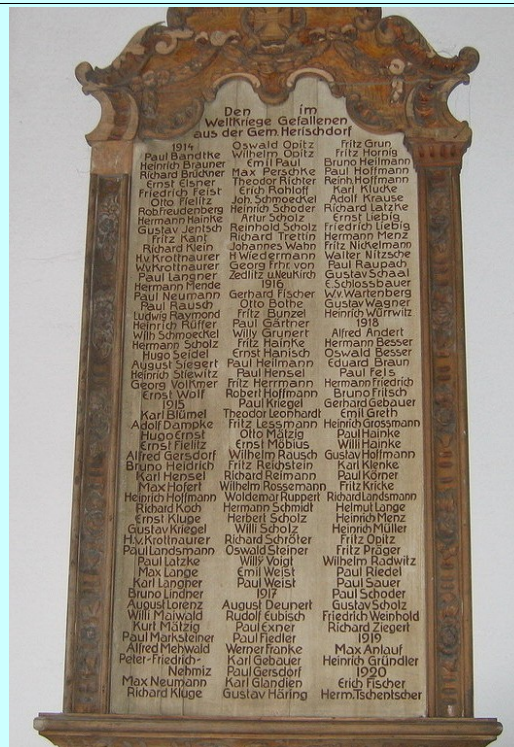 Den im
Weltkriege Gefallenen
aus der Gem. Herischdorf
1914
Paul Bandtke
Heinrich Brauner
Richard Brückner
Ernst Elsner
Friedrich Feist
Otto Pfelitz
Rob. Freudenberg
Hermann Hainke
Gustav Jentsch
Fritz Kant
Richard Klein
H.v. Krottnaurer
W.v. Krottnaurer
Paul Langner
Hermann Mende
Paul Neumann
Paul Rausch
Ludwig Raymond
Heinrich Rüffer
Wilh. Schmoeckel
Hermann Scholz
Hugo Seidel
August Siegert
Heinrich Stiewitz
Georg Volkmer
Ernst Wolf
1915
Karl Blümel
Adolf Dampke
Hugo Ernst
Ernst Fielitz
Alfred Gersdorf
Bruno Heidrich
Karl Hensel
Max Hofert
Heinrich Hoffmann
Richard Koch
Ernst Kluge
Gustav Kriegel
H.v. Krottnaurer
Paul Landsmann
Paul Latzke
Max Lange
Karl Langner
Bruno Lindner
August Lorenz
Willi Maiwald
Kurt Mätzig
Paul Marksteiner
Alfred Mehwald
Peter-Friedrich-
Nehmiz
Max Neumann
Richard Kluge
Oswald Opitz
Wilhelm Opitz
Emil Paul
Max Perschke
Theodor Richter
Erich Rohloff
Joh. Schmoeckel
Heinrich Schoder
Artur Scholz
Reinhold Scholz
Richard Trettin
Johannes Wahn
H. Wiedermann
Georg Frhr. von
Zedlitz u. Neukirch
1916
Gerhard Fischer
Otto Bothe
Fritz Bunzel
Paul Gärtner
Willy Grunert
Fritz Hainke
Ernst Hanisch
Paul Heilmann
Paul Hensel
Fritz Herrmann
Robert Hoffmann
Paul Kriegel
Theodor Leonhardt
Fritz Lessmann
Otto Mätzig
Ernst Möbius
Wilhelm Rausch
Fritz Reichstein
Richard Reimann
Wilhelm Rossemann
Woldemar Ruppert
Hermann Schmidt
Herbert Scholz
Willi Scholz
Richard Schröter
Oswald Steiner
Willy Voigt
Emil Weist
Paul Weist
1917
August Deunert
Rudolf Eubisch
Paul Exner
Paul Fiedler
Werner Franke
Karl Gebauer
Paul Gersdorf
Karl Glandien
Gustav Häring
Fritz Grun
Fritz Hornig
Bruno Heilmann
Paul Hoffmann
Reinh. Hoffmann
Karl Klucke
Adolf Krause
Richard Latzke
Ernst Liebig
Friedrich Liebig
Hermann Menz
Fritz Nickelmann
Walter Nitzsche
Paul Raupach
Gustav Schaal
E. Schlossbauer
W.v. Wartenberg
Gustav Wagner
Heinrich Würrwitz
1918
Alfred Andert
Hermann Besser
Oswald Besser
Eduard Braun
Paul Fels
Hermann Friedrich
Bruno Fritsch
Gerhard Gebauer
Emil Greth
Heinrich Grossmann
Paul Hainke
Willi Hainke
Gustav Hoffmann
Karl Klenke
Paul Körner
Fritz Kricke
Richard Landsmann
Helmut Lange
Heinrich Menz
Heinrich Müller
Fritz Opitz
Fritz Präger
Wilhelm Radwitz
Paul Riedel
Paul Sauer
Paul Schoder
Gustav Scholz
Friedrich Weinhold
Richard Ziegert
1919
Max Anlauf
Heinrich Gründler
1920
Erich Fischer
Herm. Tschentscher